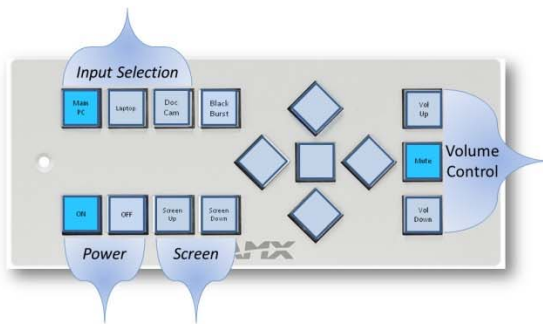 Input Selection
Main
PC
Laptop
Doc
Cam
Black
Burst
Vol
Up
Mute
Volume
Control
Vol
Down
ON
OFF
Screen
Up
Screen
Down
Power
Screen
AMX